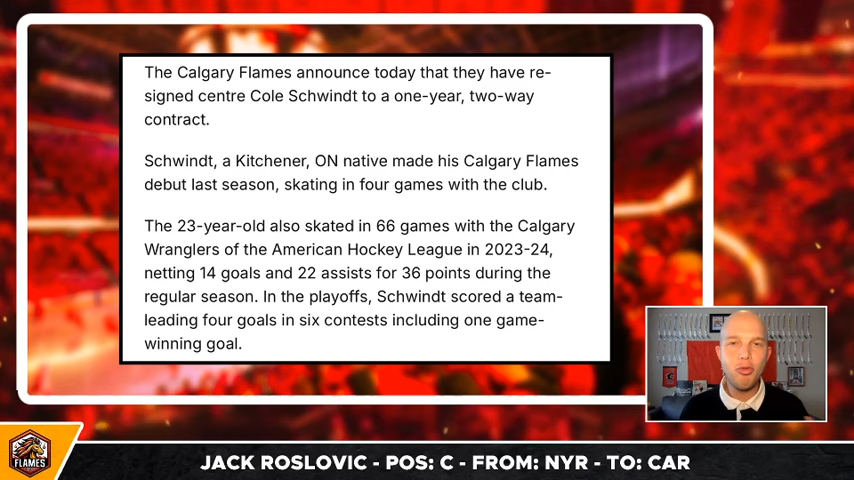 The Calgary Flames announce today that they have re-
signed centre Cole Schwindt to a one-year, two-way
contract.
Schwindt, a Kitchener, ON native made his Calgary Flames
debut last season, skating in four games with the club.
The 23-year-old also skated in 66 games with the Calgary
Wranglers of the American Hockey League in 2023-24,
netting 14 goals and 22 assists for 36 points during the
regular season. In the playoffs, Schwindt scored a team-
leading four goals in six contests including one game-
winning goal.
FLAMES
JACK ROSLOVIC - POS: C - FROM: NYR - TO: CAR